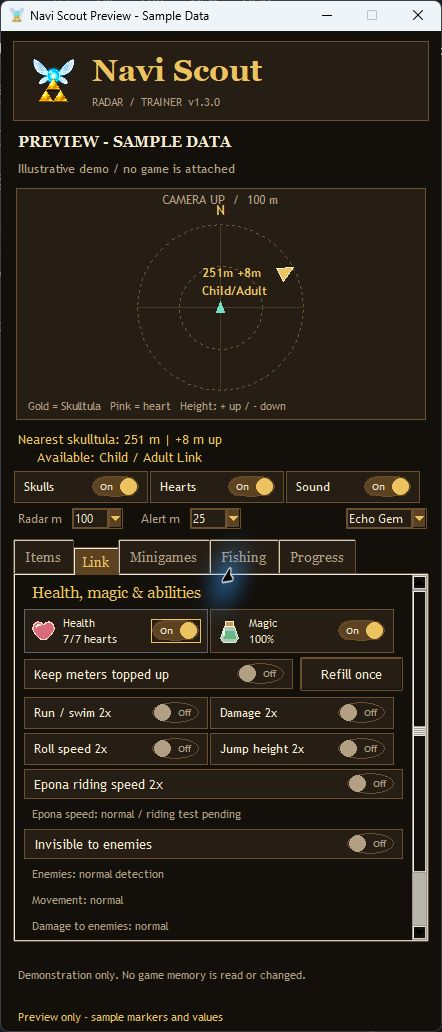 Navi Scout Preview - Sample Data
Navi Scout
RADAR / TRAINER v1.3.0
PREVIEW - SAMPLE DATA
Illustrative demo / no game is attached
CAMERA UP / 100 m
N
251m +8m
Child/Adult
Gold = Skulltula Pink = heart Height: + up / - down
Nearest skulltula: 251 m | +8 m up
Available: Child / Adult Link
Skulls On Hearts On Sound On
Radar m 100 Alert m 25 Echo Gem
Items Link Minigames Fishing Progress
Health, magic & abilities
Health
7/7 hearts
On
Magic
100%
On
Keep meters topped up Off Refill once
Run / swim 2x Off Damage 2x Off
Roll speed 2x Off Jump height 2x Off
Epona riding speed 2x Off
Epona speed: normal / riding test pending
Invisible to enemies Off
Enemies: normal detection
Movement: normal
Damage to enemies: normal
Demonstration only. No game memory is read or changed.
Preview only - sample markers and values